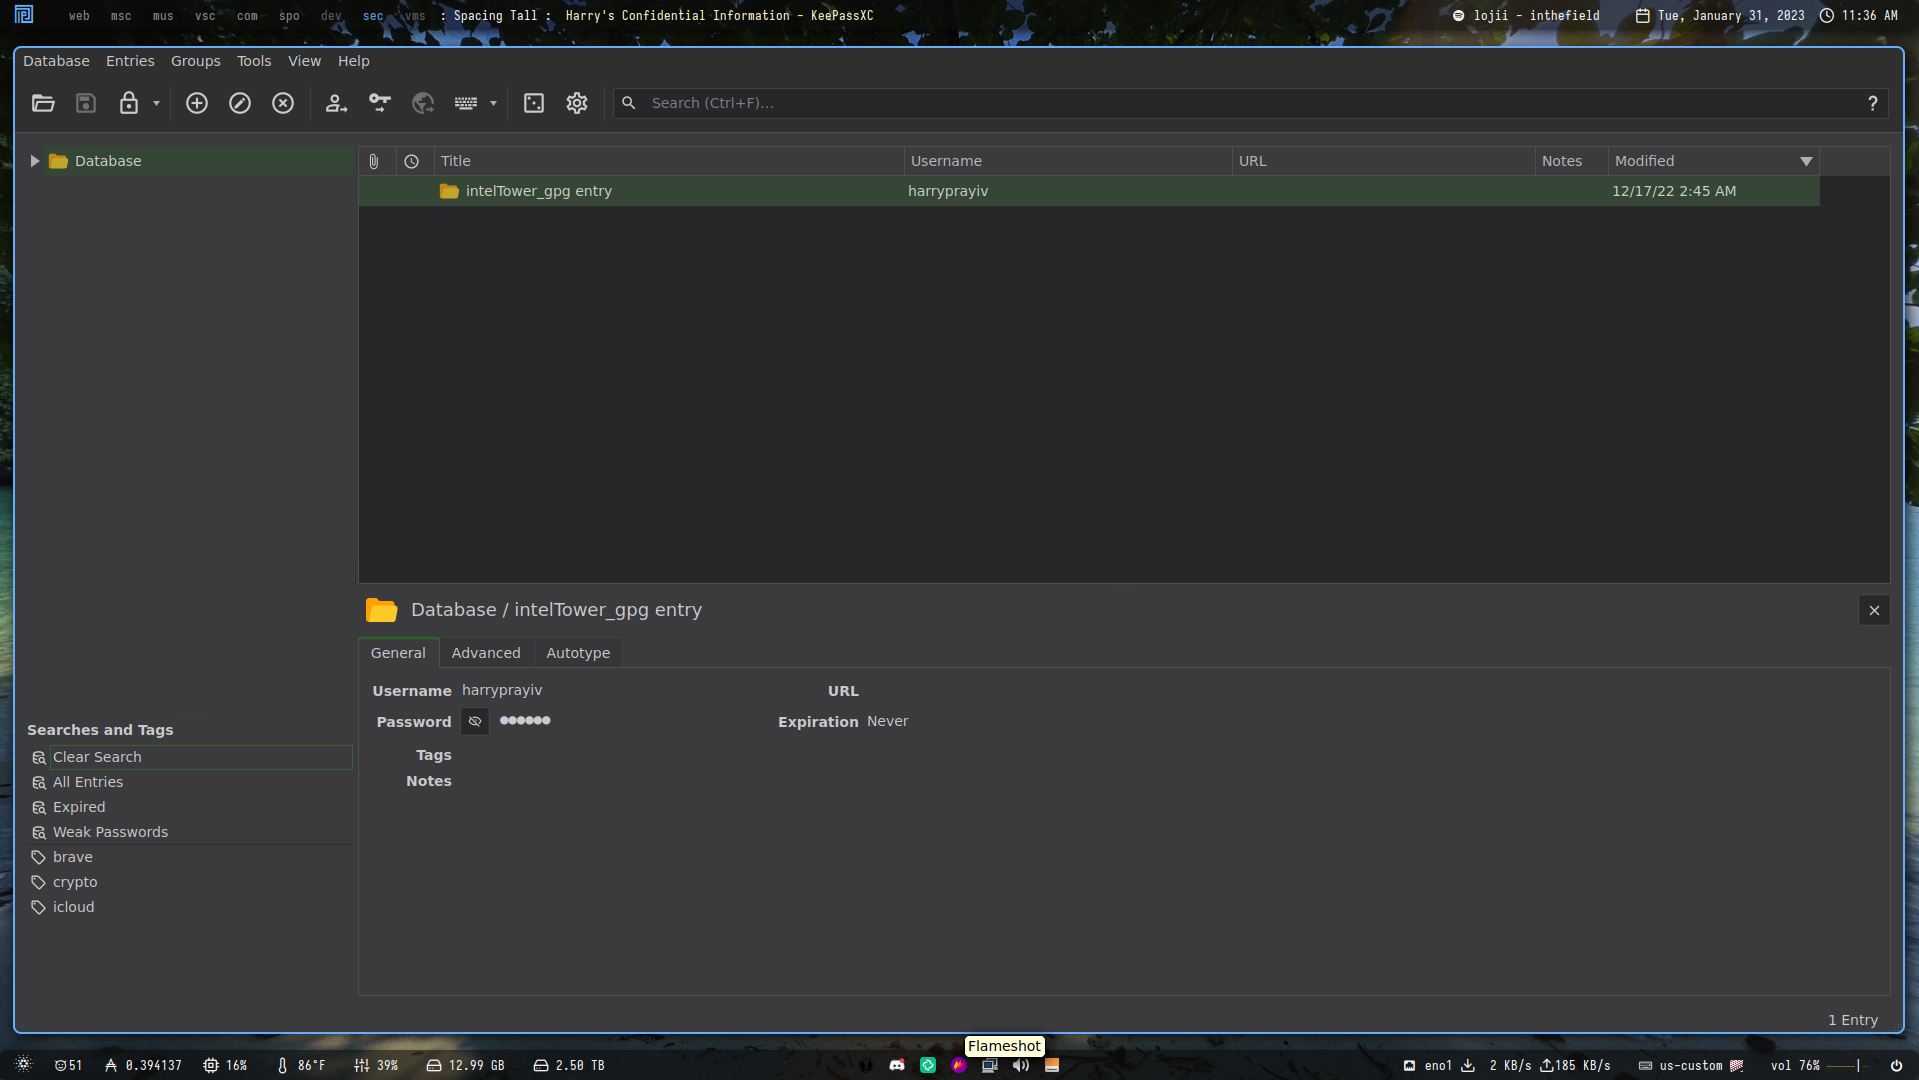 web msc mus vsc com spo dev sec vms : Spacing Tall : Harry's Confidential Information - KeePassXC lojii - inthefield Tue, January 31, 2023 11:36 AM
Database Entries Groups Tools View Help
Search (Ctrl+F)... ?
Database
Title Username URL Notes Modified
intelTower_gpg entry harryprayiv 12/17/22 2:45 AM
Database / intelTower_gpg entry
General Advanced Autotype
Username harryprayiv URL
Password ●●●●●● Expiration Never
Tags
Notes
Searches and Tags
Clear Search
All Entries
Expired
Weak Passwords
brave
crypto
icloud
1 Entry
Flameshot
51 0.394137 16% 86°F 39% 12.99 GB 2.50 TB eno1 2 KB/s 185 KB/s us-custom vol 76%